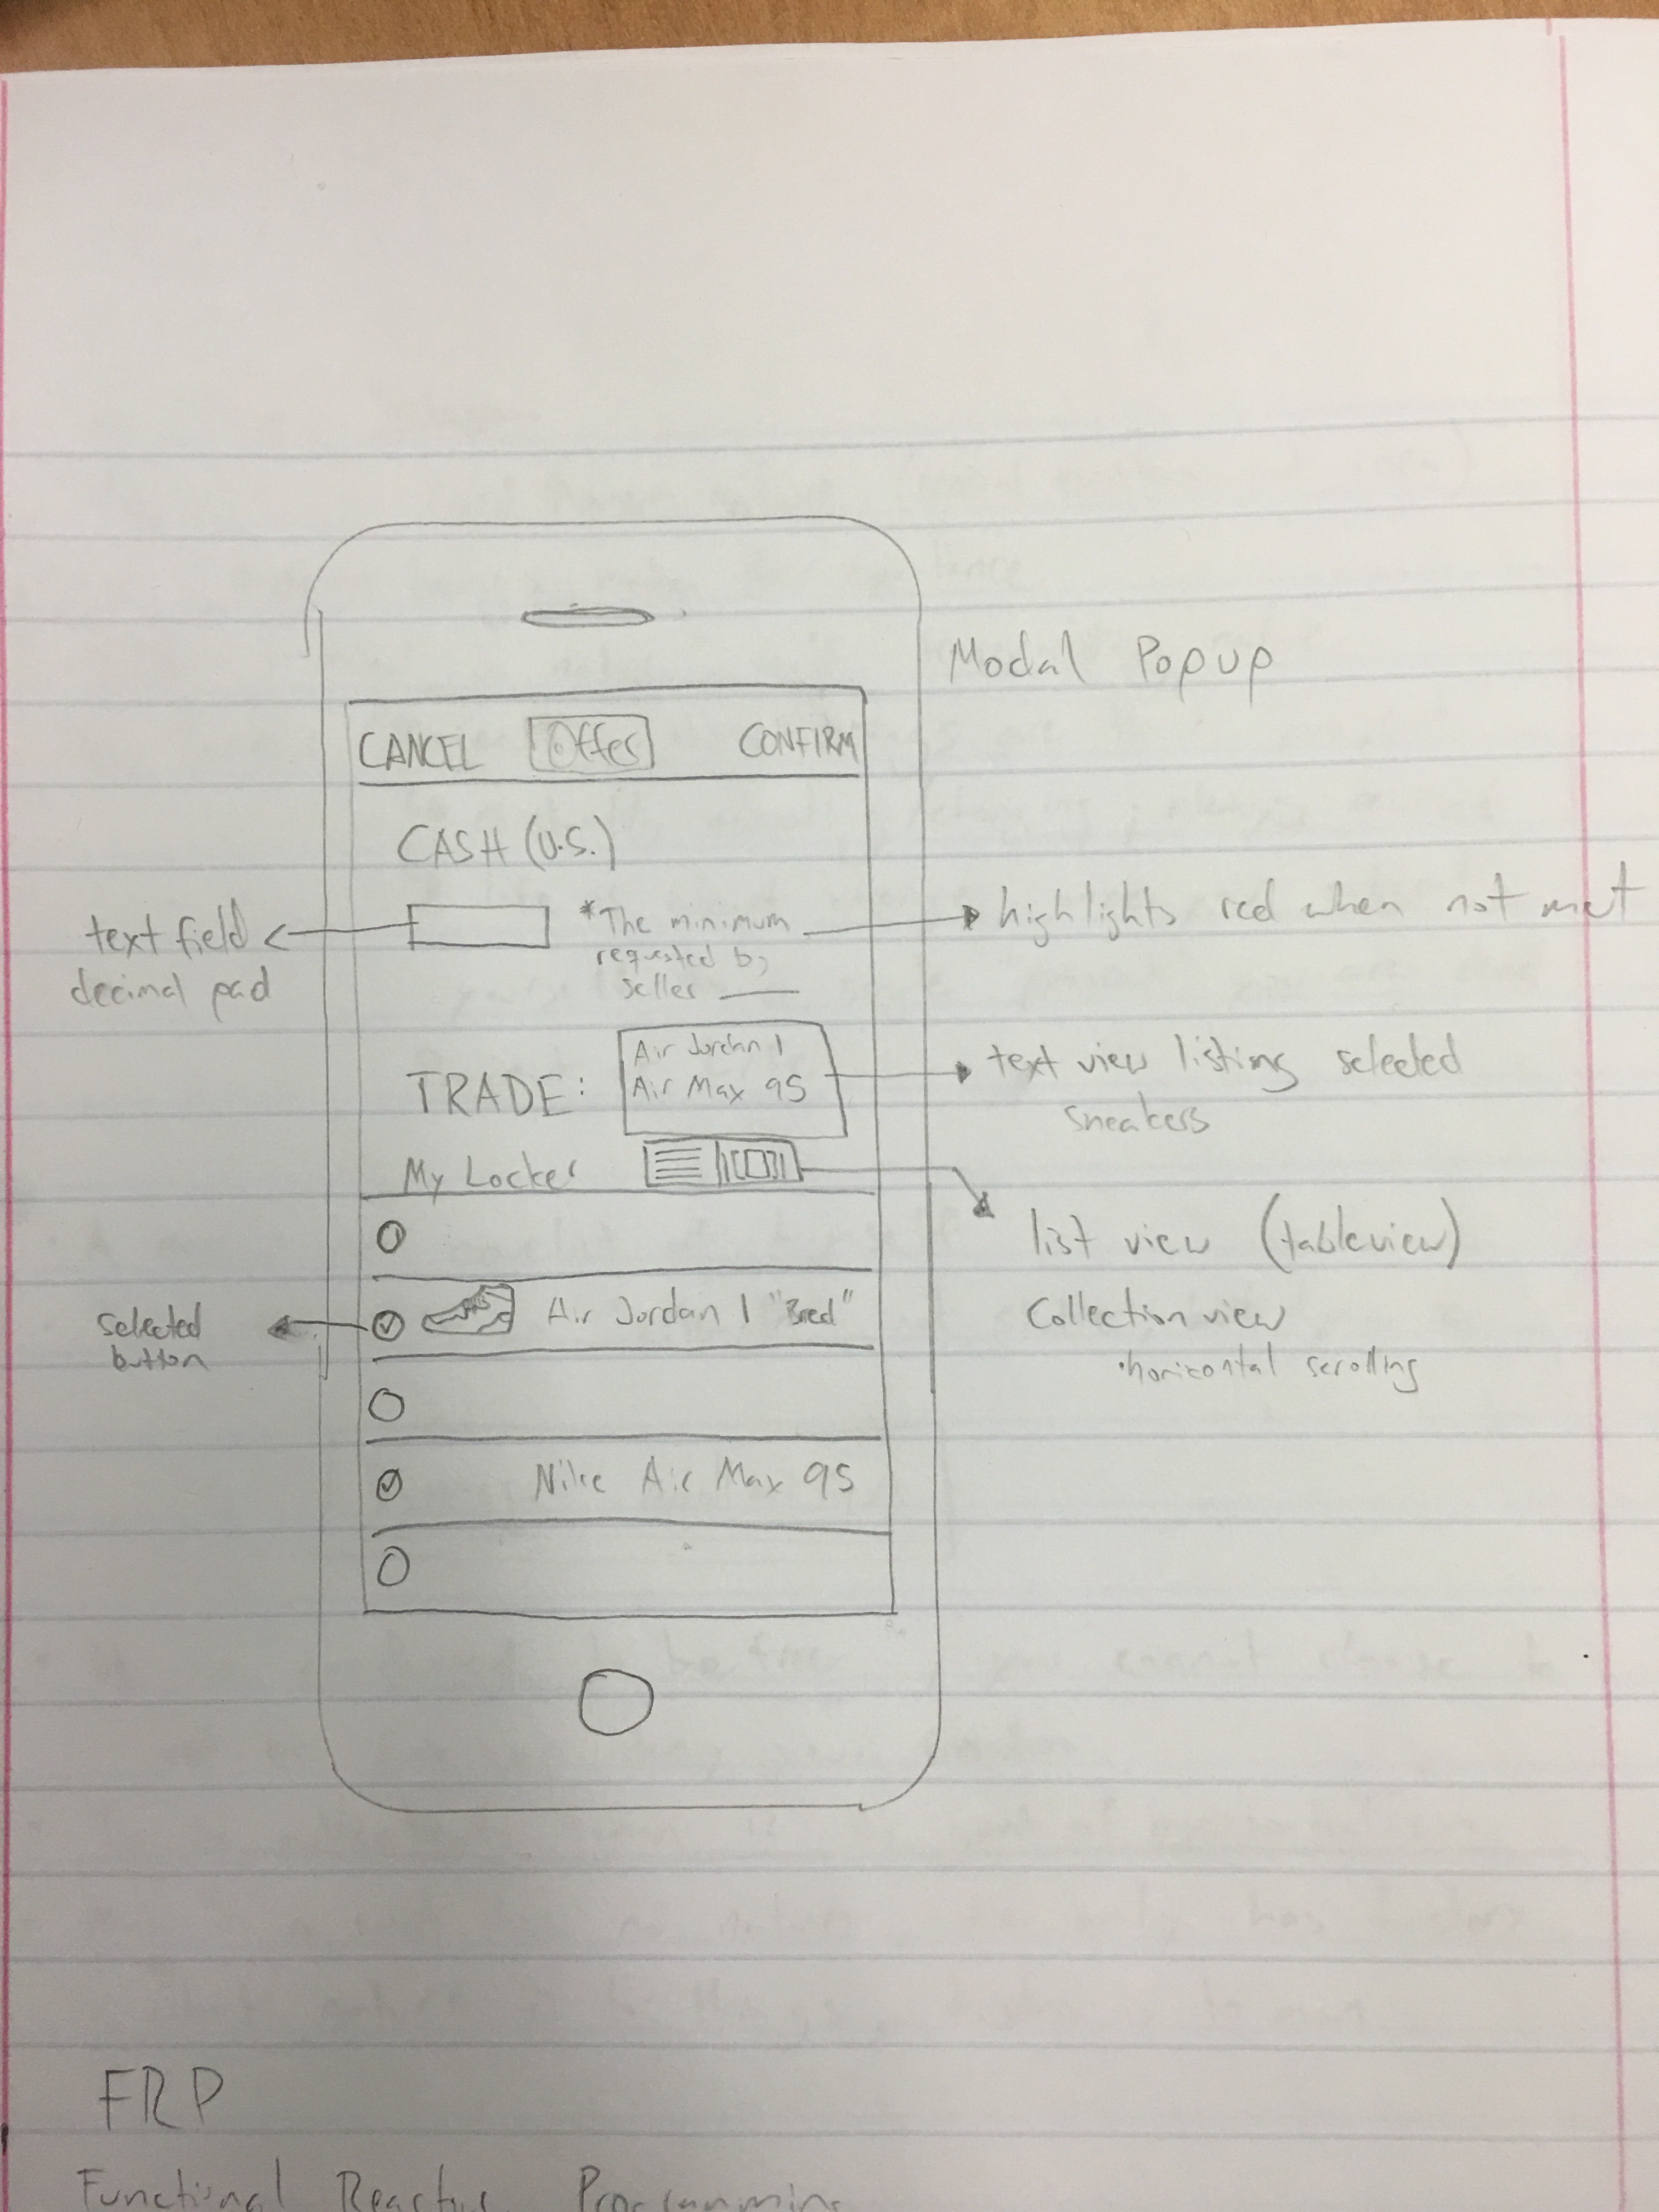 Modal Popup
CANCEL Offer CONFIRM
CASH (U.S.)
text field
decimal pad
*The minimum
requested by
seller
highlights red when not met
TRADE:
Air Jordan 1
Air Max 95
text view listing selected
sneakers
My Locker
list view (tableview)
Collection view
·horizontal scrolling
selected
button
Air Jordan 1 "Bred"
Nike Air Max 95
FRP
Functional Reactive Programming